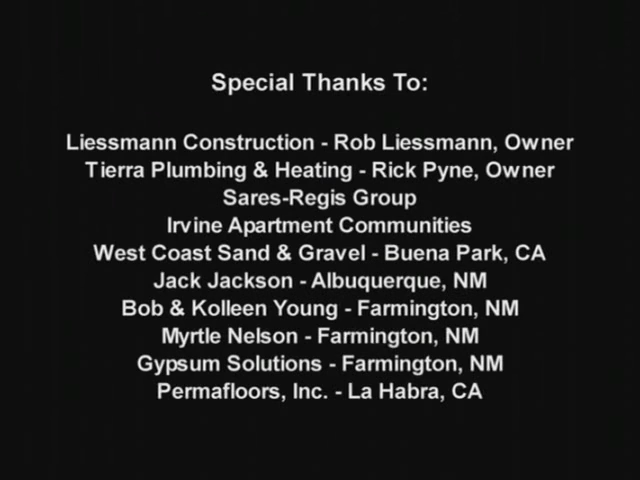 Special Thanks To:
Liessmann Construction - Rob Liessmann, Owner
Tierra Plumbing & Heating - Rick Pyne, Owner
Sares-Regis Group
Irvine Apartment Communities
West Coast Sand & Gravel - Buena Park, CA
Jack Jackson - Albuquerque, NM
Bob & Kolleen Young - Farmington, NM
Myrtle Nelson - Farmington, NM
Gypsum Solutions - Farmington, NM
Permafloors, Inc. - La Habra, CA